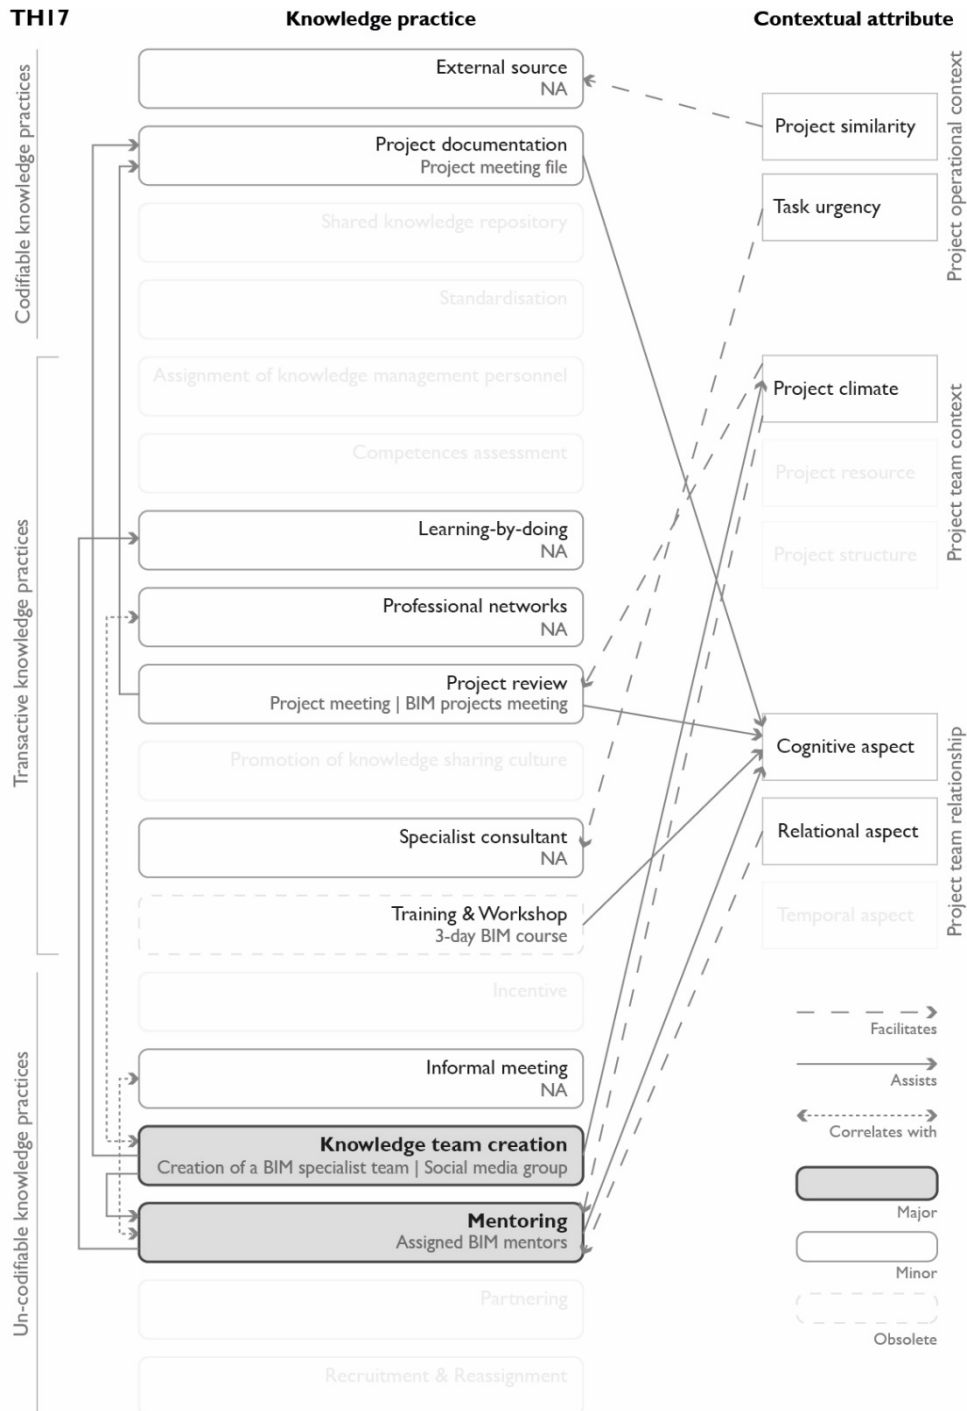 TH17
Knowledge practice
Contextual attribute
Codifiable knowledge practices
External source
NA
Project documentation
Project meeting file
Shared knowledge repository
Standardisation
Transactive knowledge practices
Assignment of knowledge management personnel
Competences assessment
Learning-by-doing
NA
Professional networks
NA
Project review
Project meeting | BIM projects meeting
Promotion of knowledge sharing culture
Specialist consultant
NA
Training & Workshop
3-day BIM course
Un-codifiable knowledge practices
Incentive
Informal meeting
NA
Knowledge team creation
Creation of a BIM specialist team | Social media group
Mentoring
Assigned BIM mentors
Partnering
Recruitment & Reassignment
Project operational context
Project similarity
Task urgency
Project team context
Project climate
Project resource
Project structure
Project team relationship
Cognitive aspect
Relational aspect
Temporal aspect
Facilitates
Assists
Correlates with
Major
Minor
Obsolete